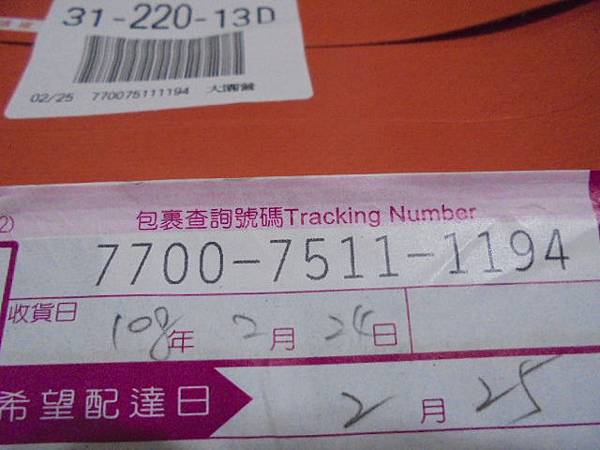 31-220-13D
02/25 770075111194 大園營
包裹查詢號碼Tracking Number
7700-7511-1194
收貨日 108年 2月 24日
希望配達日 2月 25